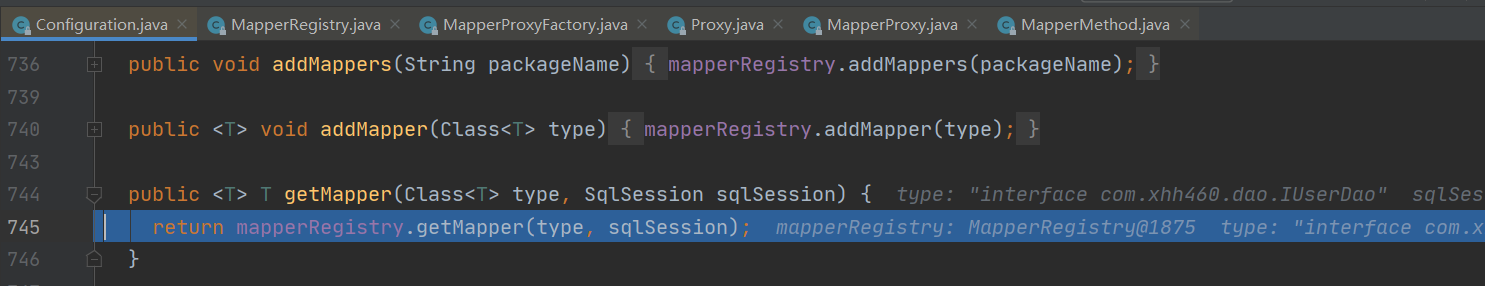 Configuration.java MapperRegistry.java MapperProxyFactory.java Proxy.java MapperProxy.java MapperMethod.java
736 public void addMappers(String packageName) { mapperRegistry.addMappers(packageName); }
739
740 public <T> void addMapper(Class<T> type) { mapperRegistry.addMapper(type); }
743
744 public <T> T getMapper(Class<T> type, SqlSession sqlSession) { type: "interface com.xhh460.dao.IUserDao" sqlSes
745 return mapperRegistry.getMapper(type, sqlSession); mapperRegistry: MapperRegistry@1875 type: "interface com.x
746 }